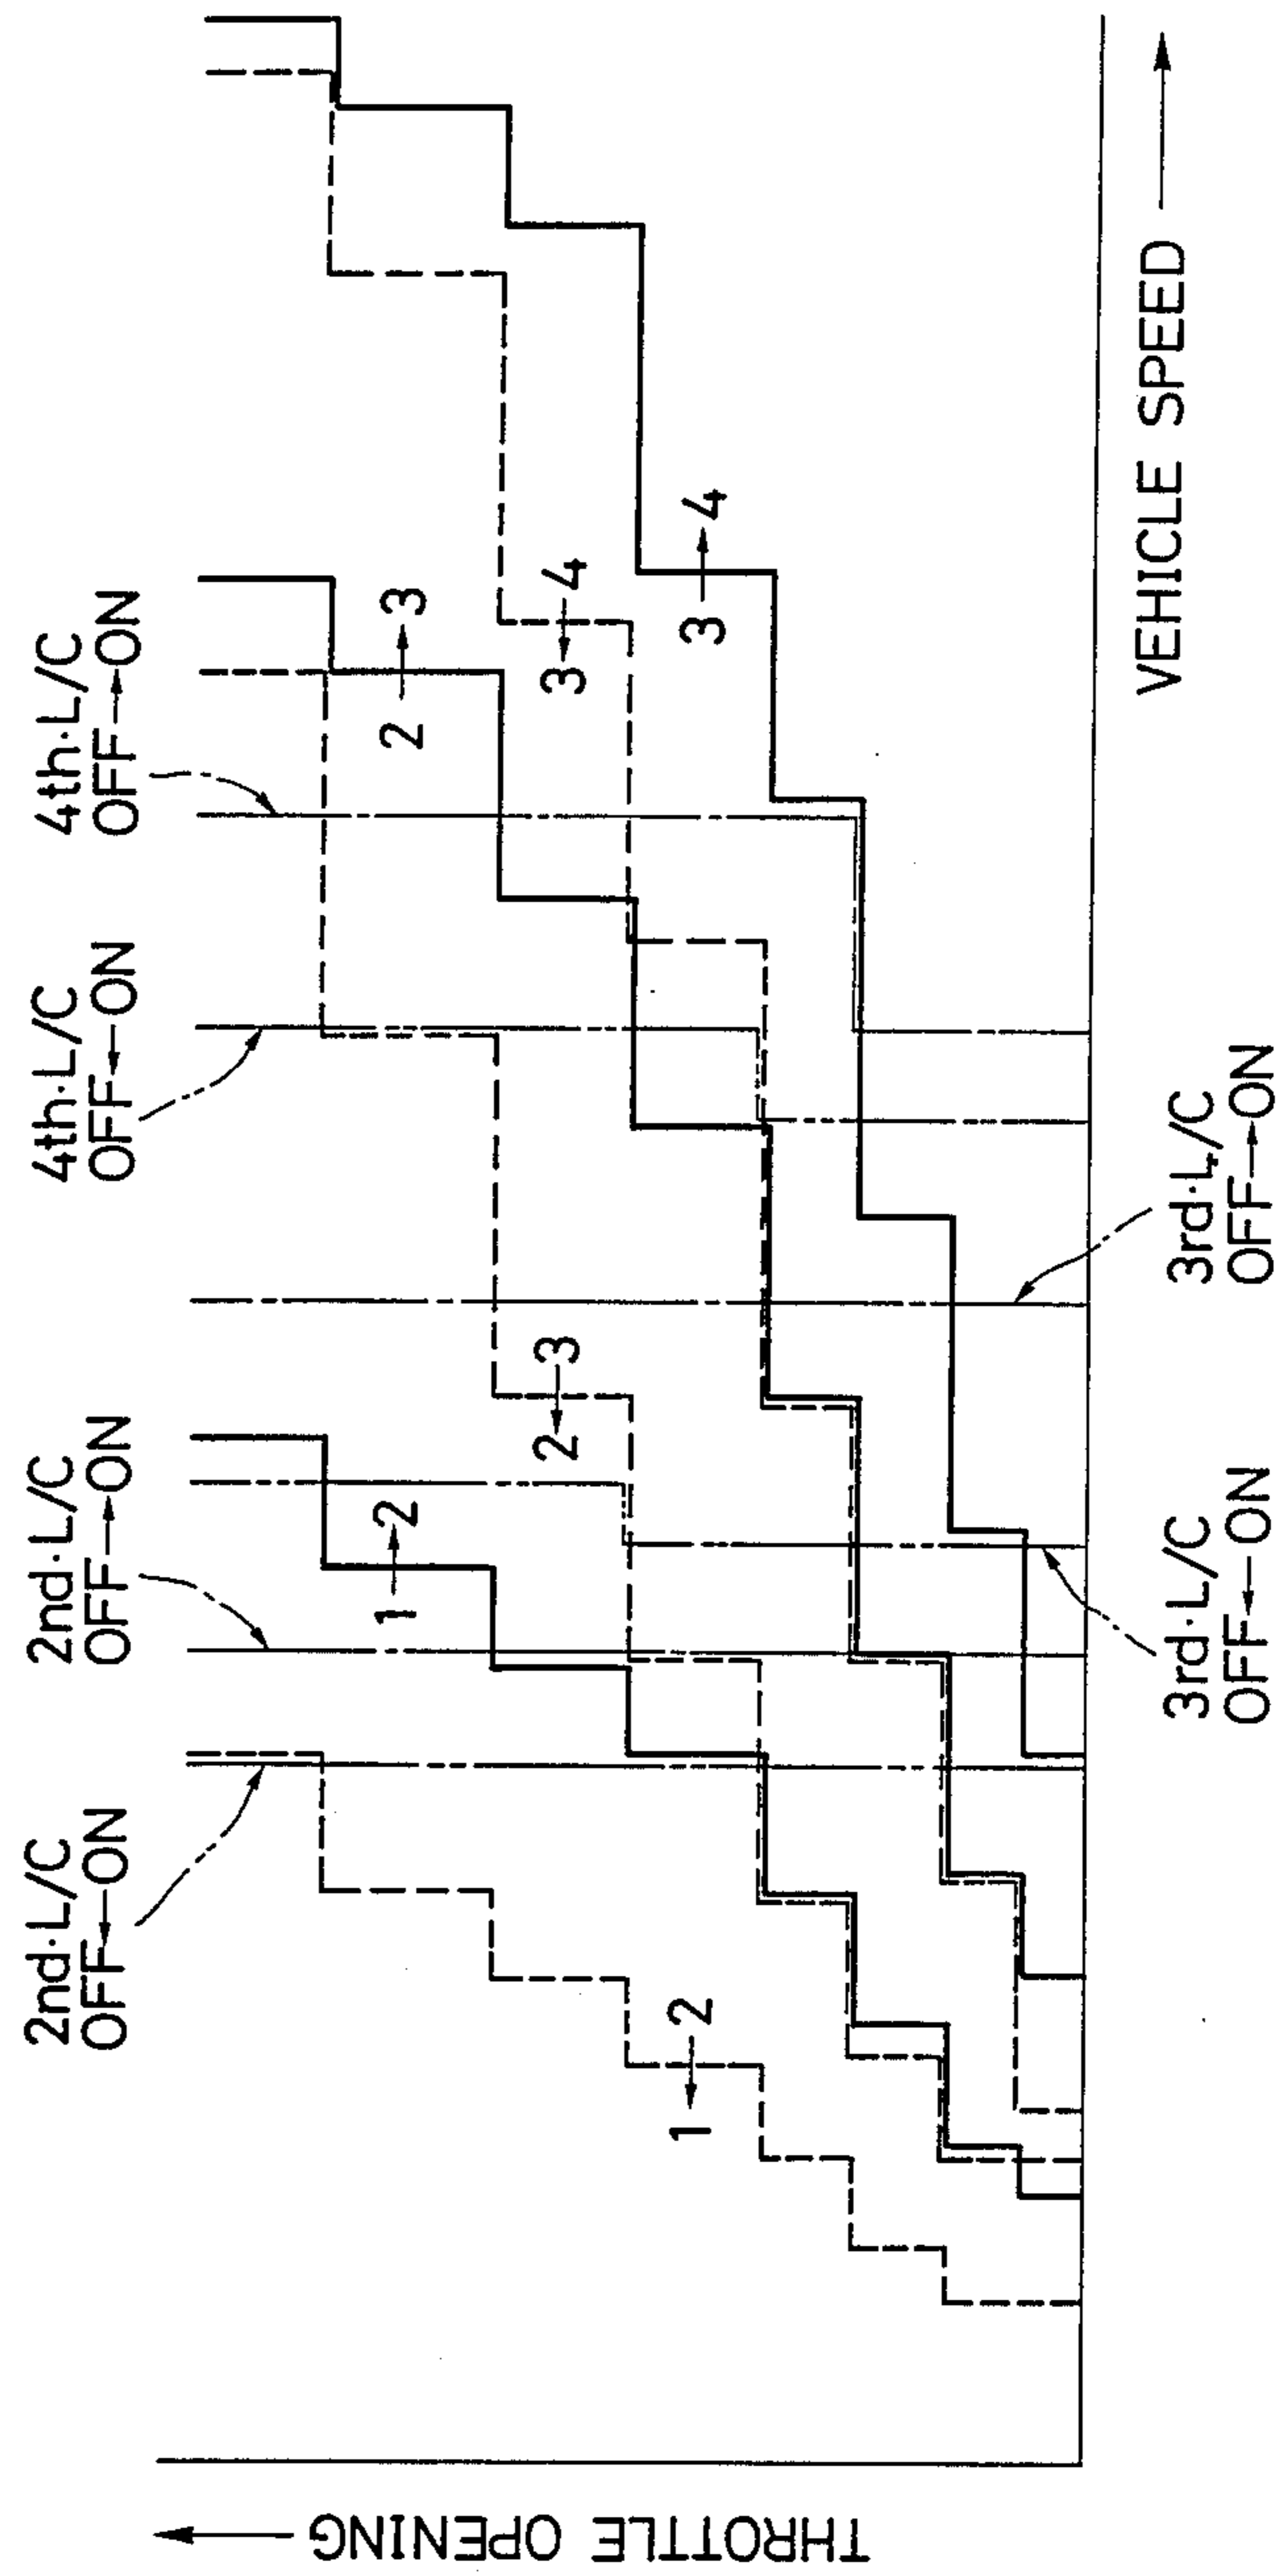 2nd·L/C
OFF←ON
2nd·L/C
OFF→ON
4th·L/C
OFF←ON
4th·L/C
OFF→ON
1→2
2→3
2←3
3←4
1←2
3→4
3rd·L/C
OFF←ON
3rd·L/C
OFF→ON
THROTTLE OPENING →
VEHICLE SPEED →